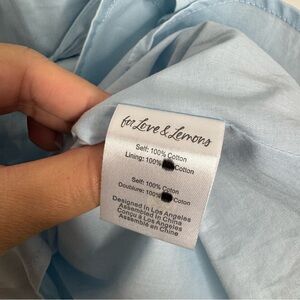 for Love & Lemons
Self: 100% Cotton
Lining: 100% Cotton
Self: 100% Coton
Doublure: 100% Coton
Designed in Los Angeles
Assembled in China
Conçu à Los Angeles
Assemblé en Chine